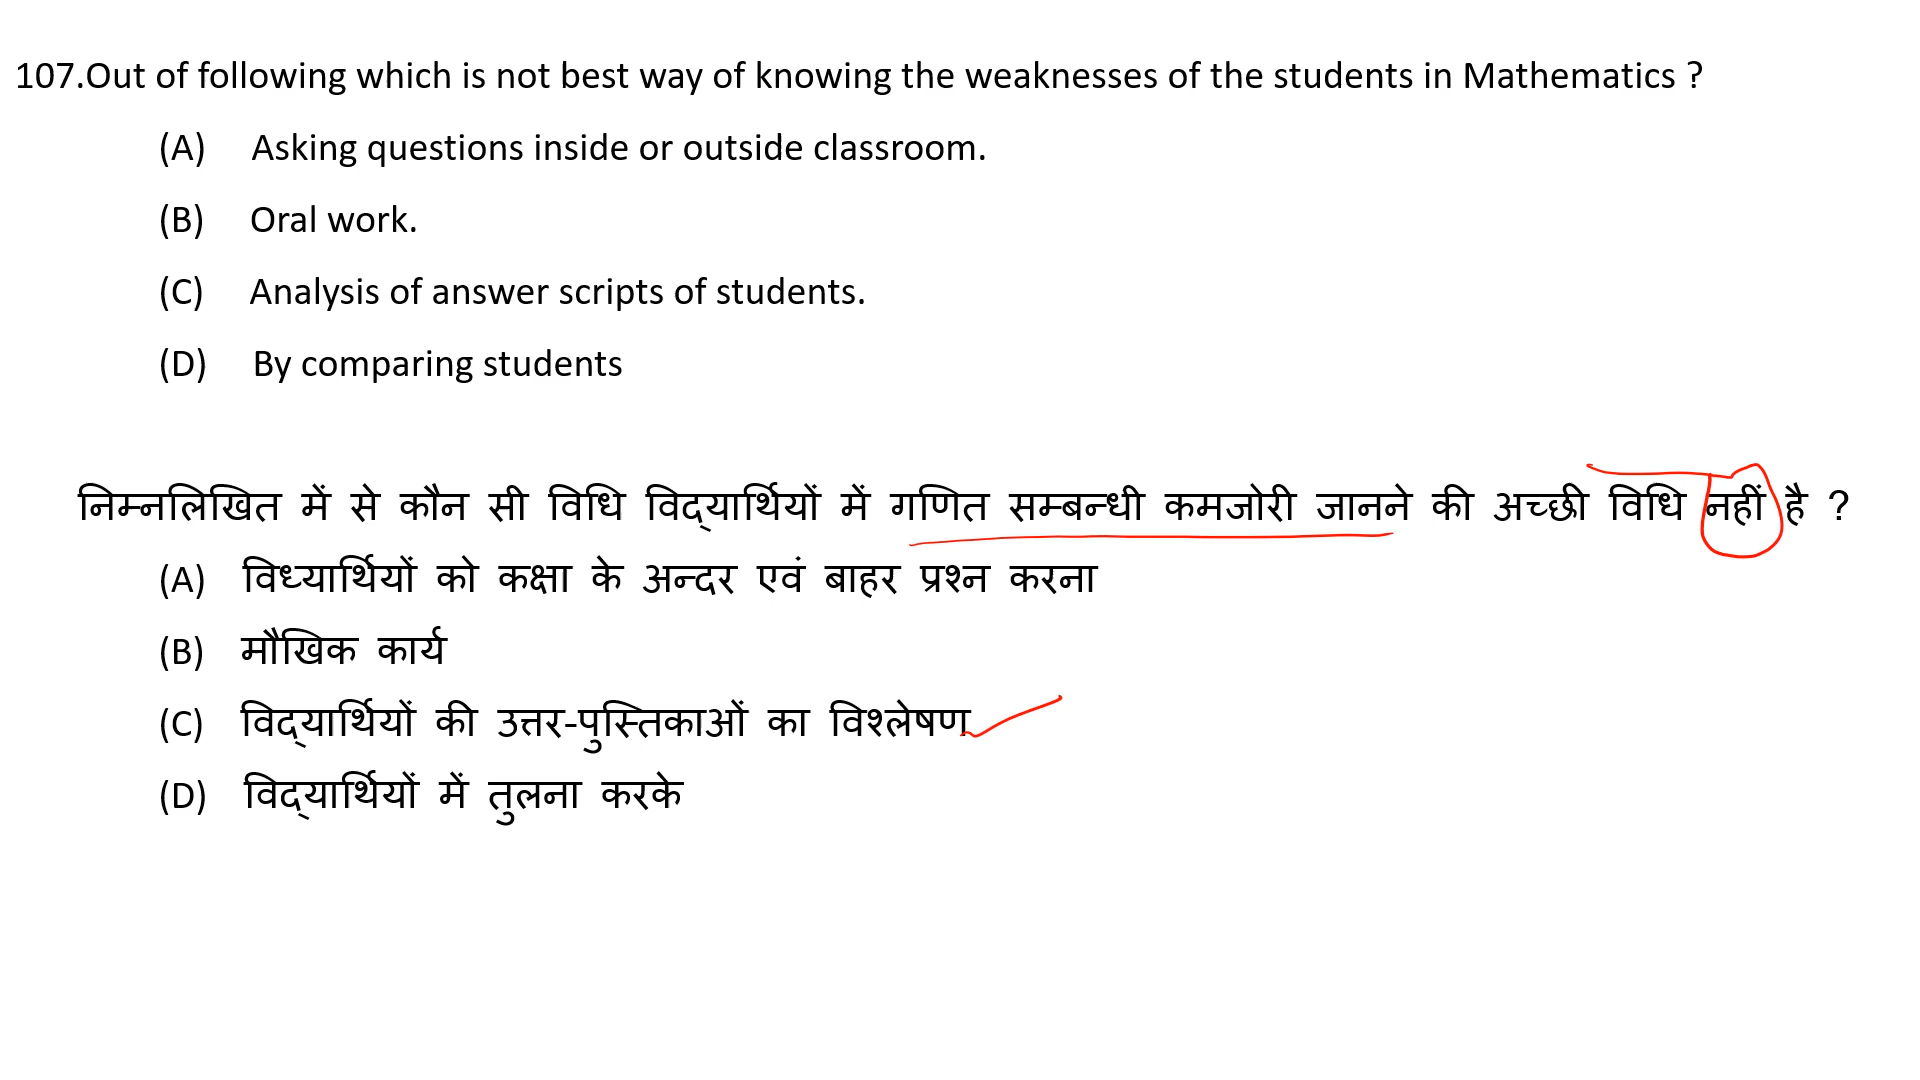 107.Out of following which is not best way of knowing the weaknesses of the students in Mathematics ?
(A) Asking questions inside or outside classroom.
(B) Oral work.
(C) Analysis of answer scripts of students.
(D) By comparing students
निम्नलिखित में से कौन सी विधि विद्यार्थियों में गणित सम्बन्धी कमजोरी जानने की अच्छी विधि नहीं है ?
(A) विध्यार्थियों को कक्षा के अन्दर एवं बाहर प्रश्न करना
(B) मौखिक कार्य
(C) विद्यार्थियों की उत्तर-पुस्तिकाओं का विश्लेषण
(D) विद्यार्थियों में तुलना करके